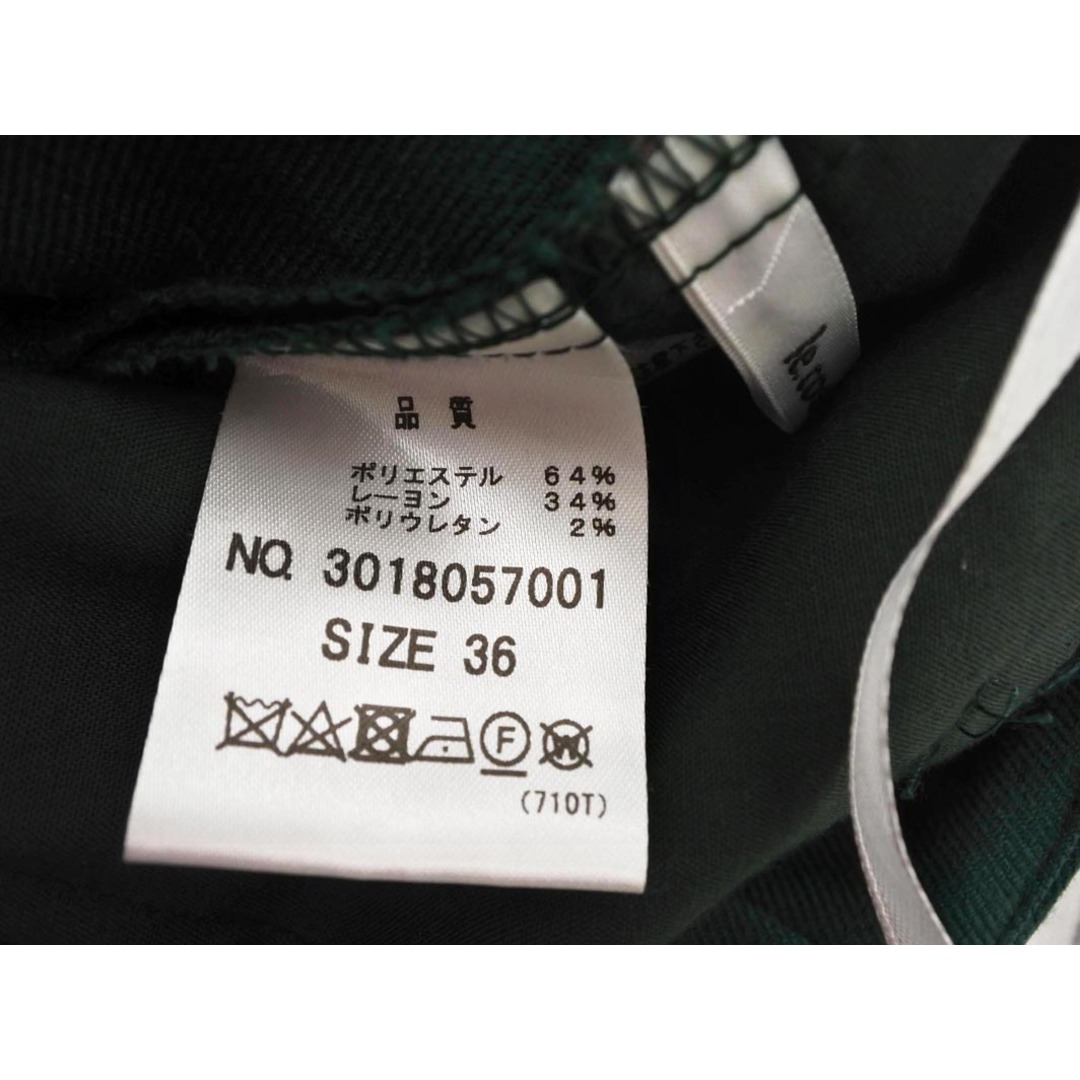 品質
ポリエステル 64%
レーヨン 34%
ポリウレタン 2%
NO. 3018057001
SIZE 36
F
W
(710T)